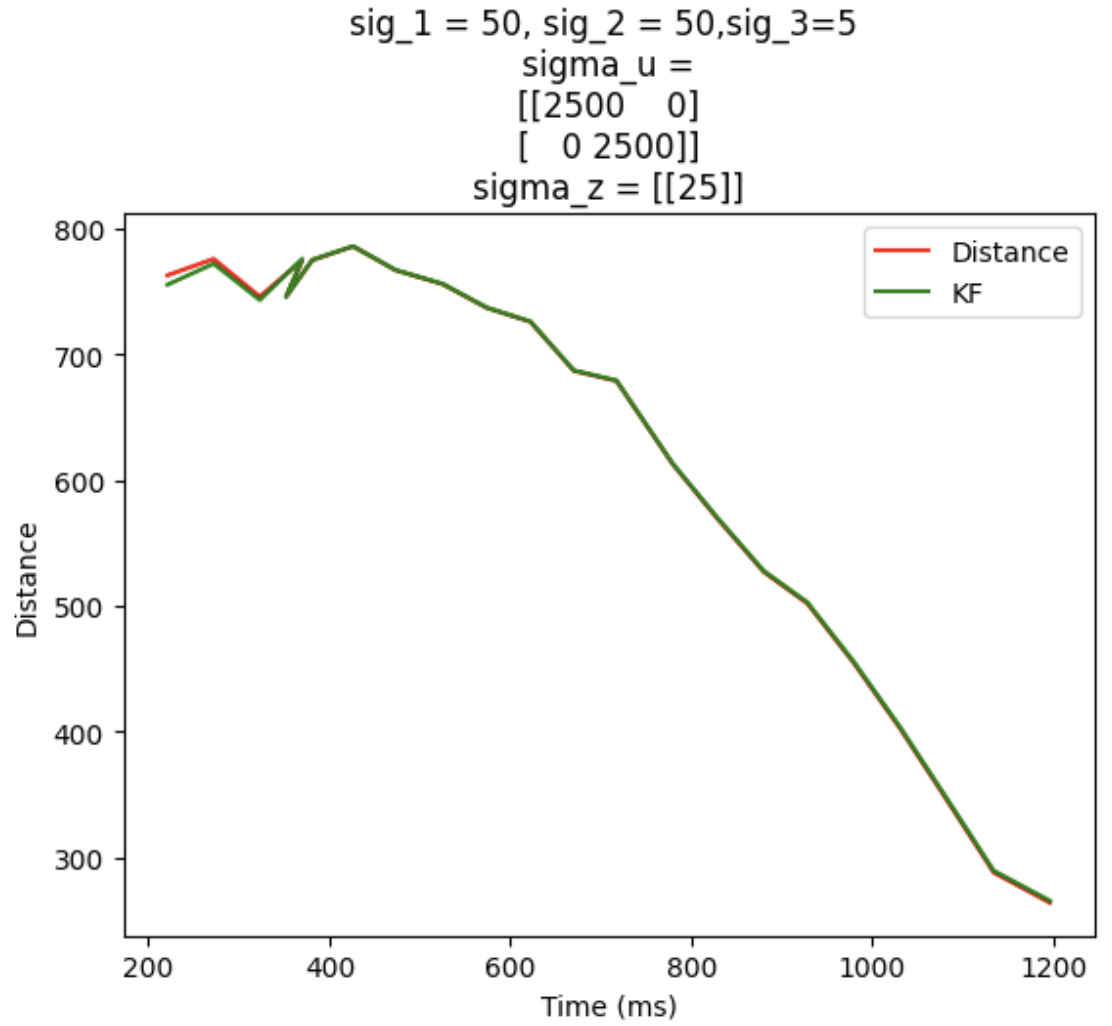 sig_1 = 50, sig_2 = 50,sig_3=5
sigma_u =
[[2500    0]
[   0 2500]]
sigma_z = [[25]]
800
700
600
500
400
300
Distance
Distance
KF
200
400
600
800
1000
1200
Time (ms)